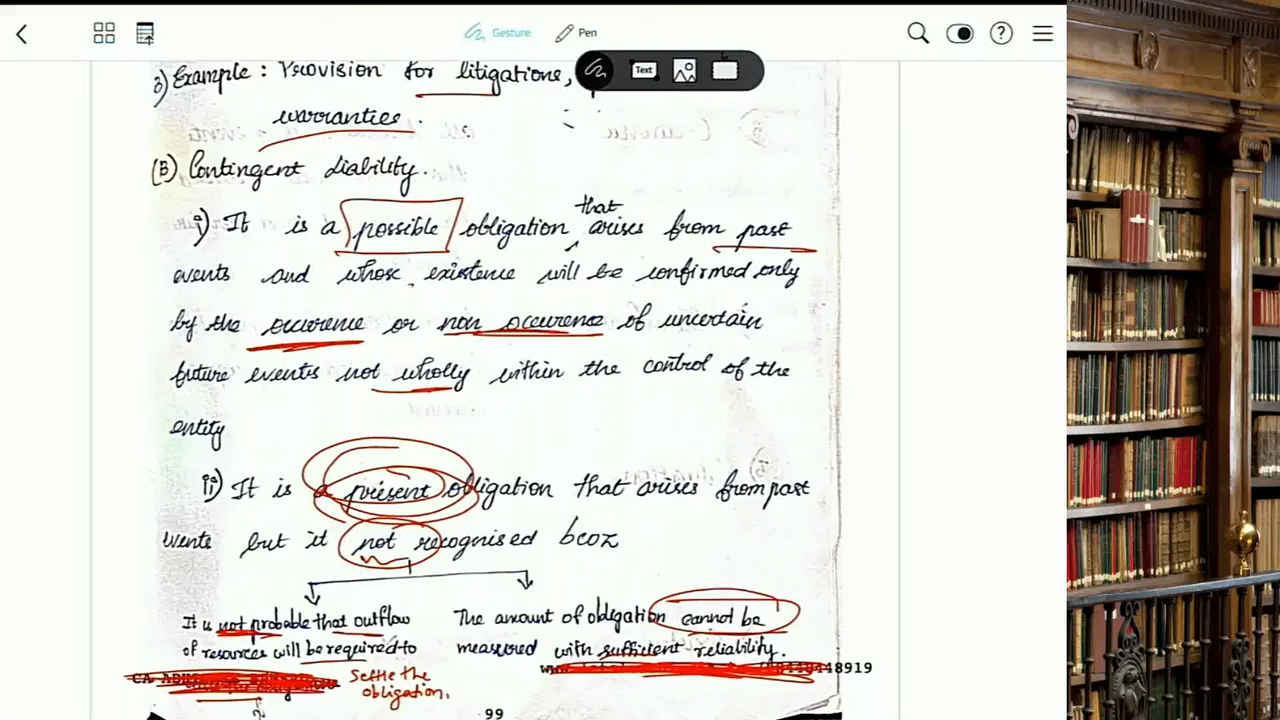 Gesture Pen
Text
3) Example : Provision for litigations,
warranties.
(B) Contingent liability.
i) It is a possible obligation that arises from past
events and whose existence will be confirmed only
by the occurence or non occurence of uncertain
future events not wholly within the control of the
entity
ii) It is a present obligation that arises from past
events but it not recognised bcoz
It is not probable that outflow
of resources will be required to
Settle the
obligation.
The amount of obligation cannot be
measured with sufficient reliability.
48919
99